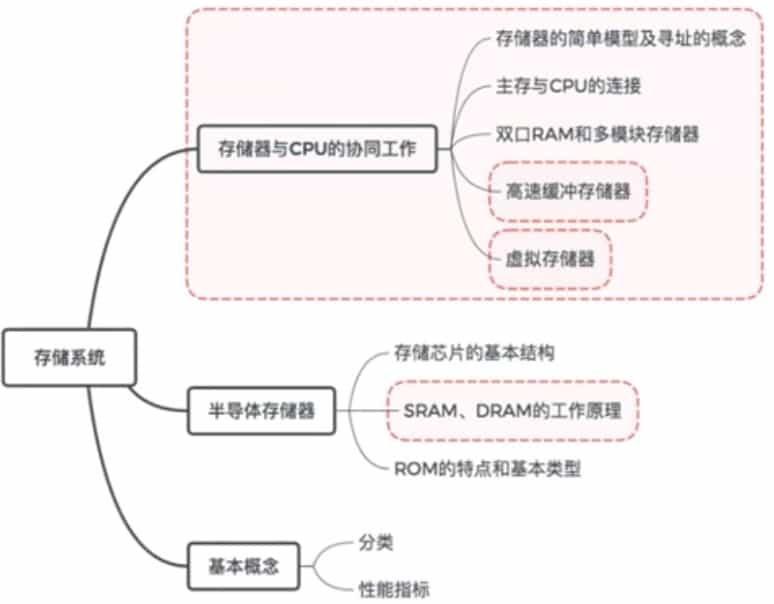 存储器的简单模型及寻址的概念
主存与CPU的连接
双口RAM和多模块存储器
存储器与CPU的协同工作
高速缓冲存储器
虚拟存储器
存储系统
存储芯片的基本结构
半导体存储器
SRAM、DRAM的工作原理
ROM的特点和基本类型
分类
基本概念
性能指标